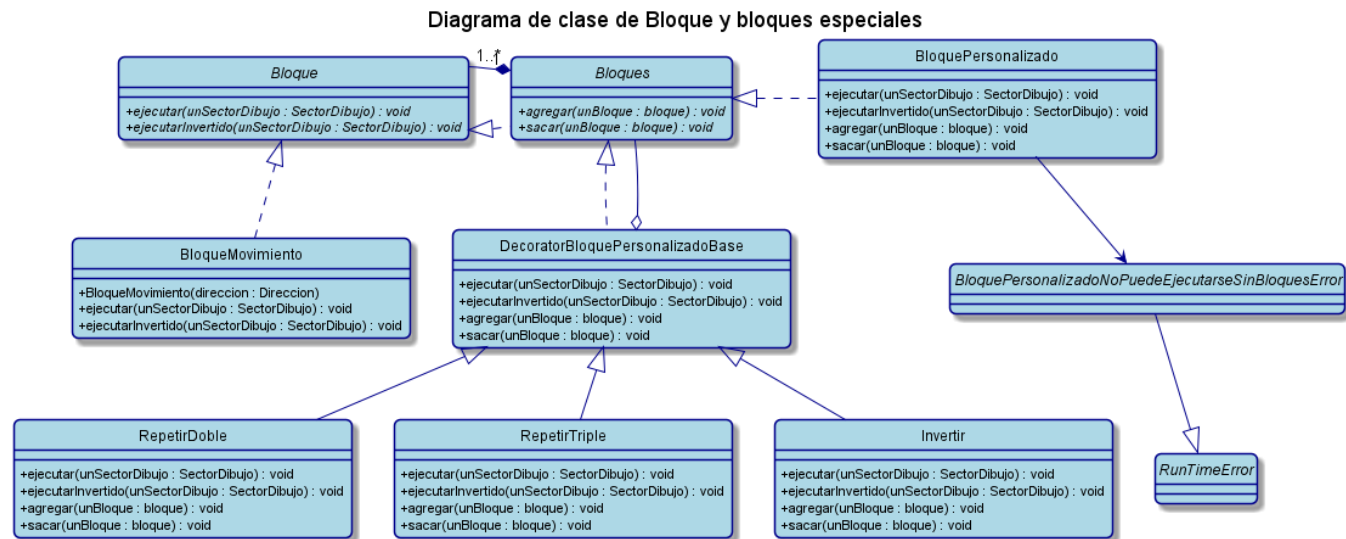 Diagrama de clase de Bloque y bloques especiales
Bloque
+ejecutar(unSectorDibujo : SectorDibujo) : void
+ejecutarInvertido(unSectorDibujo : SectorDibujo) : void
1..*
1
Bloques
+agregar(unBloque : bloque) : void
+sacar(unBloque : bloque) : void
BloquePersonalizado
+ejecutar(unSectorDibujo : SectorDibujo) : void
+ejecutarInvertido(unSectorDibujo : SectorDibujo) : void
+agregar(unBloque : bloque) : void
+sacar(unBloque : bloque) : void
BloqueMovimiento
+BloqueMovimiento(direccion : Direccion)
+ejecutar(unSectorDibujo : SectorDibujo) : void
+ejecutarInvertido(unSectorDibujo : SectorDibujo) : void
DecoratorBloquePersonalizadoBase
+ejecutar(unSectorDibujo : SectorDibujo) : void
+ejecutarInvertido(unSectorDibujo : SectorDibujo) : void
+agregar(unBloque : bloque) : void
+sacar(unBloque : bloque) : void
BloquePersonalizadoNoPuedeEjecutarseSinBloquesError
RepetirDoble
+ejecutar(unSectorDibujo : SectorDibujo) : void
+ejecutarInvertido(unSectorDibujo : SectorDibujo) : void
+agregar(unBloque : bloque) : void
+sacar(unBloque : bloque) : void
RepetirTriple
+ejecutar(unSectorDibujo : SectorDibujo) : void
+ejecutarInvertido(unSectorDibujo : SectorDibujo) : void
+agregar(unBloque : bloque) : void
+sacar(unBloque : bloque) : void
Invertir
+ejecutar(unSectorDibujo : SectorDibujo) : void
+ejecutarInvertido(unSectorDibujo : SectorDibujo) : void
+agregar(unBloque : bloque) : void
+sacar(unBloque : bloque) : void
RunTimeError